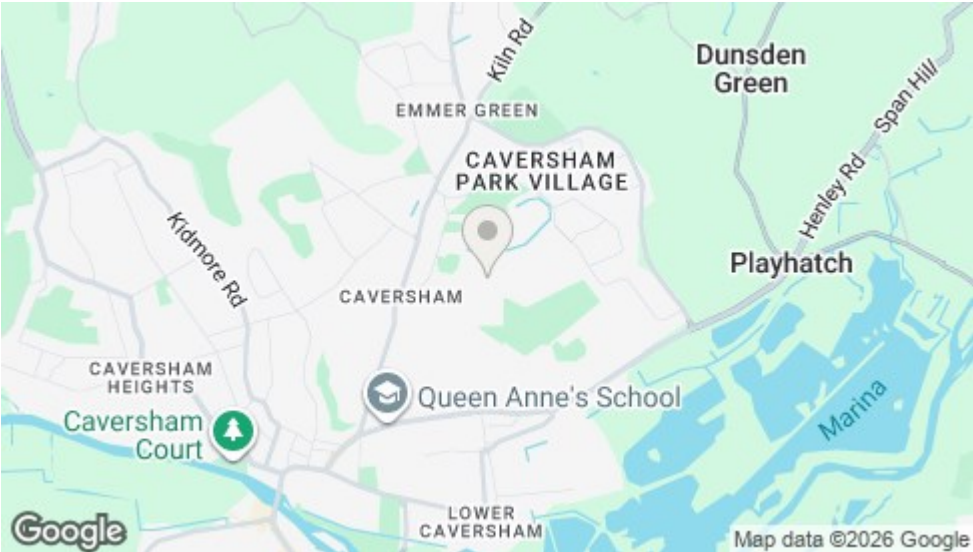 Kiln Rd
Dunsden
Green
Span Hill
EMMER GREEN
CAVERSHAM
PARK VILLAGE
Henley Rd
Kidmore Rd
Playhatch
CAVERSHAM
CAVERSHAM
HEIGHTS
Queen Anne's School
Marina
Caversham
Court
LOWER
CAVERSHAM
Google
Map data ©2026 Google